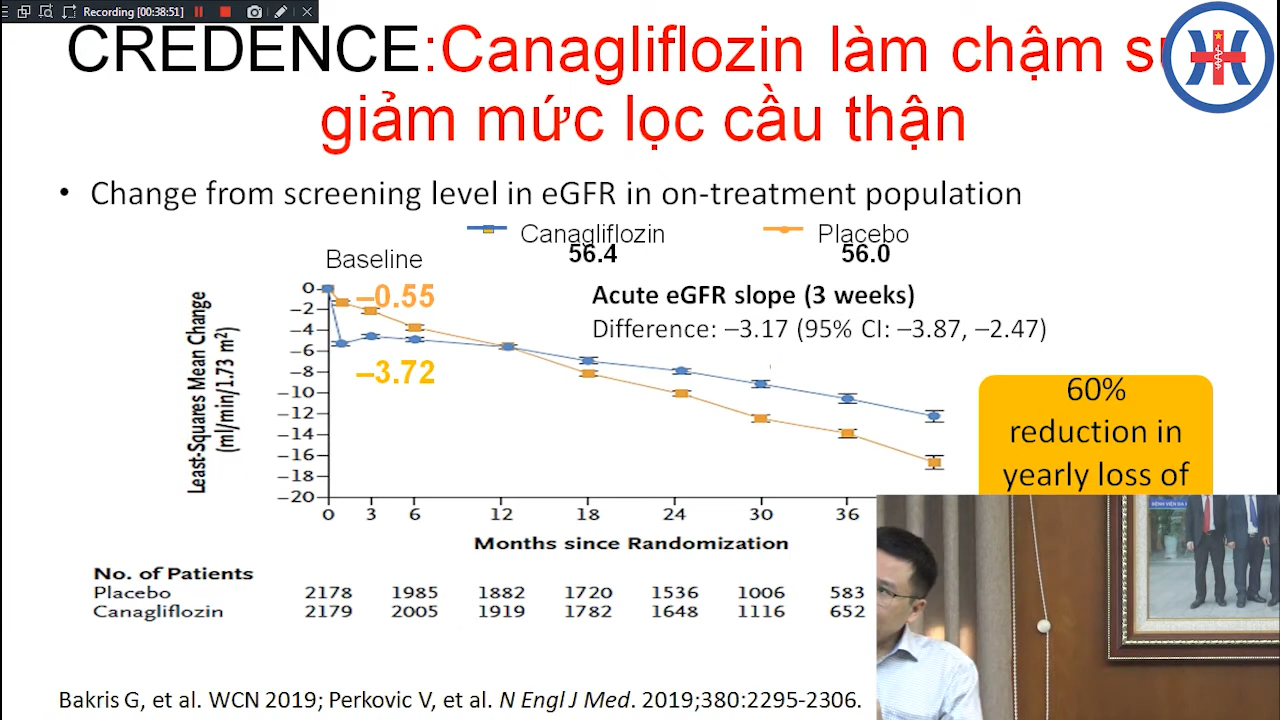 Recording [00:38:51]
CREDENCE:Canagliflozin làm chậm
giảm mức lọc cầu thận
• Change from screening level in eGFR in on-treatment population
Canagliflozin Placebo
56.4 56.0
Baseline
Acute eGFR slope (3 weeks)
Difference: –3.17 (95% CI: –3.87, –2.47)
–0.55
–3.72
Least-Squares Mean Change
(ml/min/1.73 m²)
0
−2
−4
−6
−8
−10
−12
−14
−16
−18
−20
0 3 6 12 18 24 30 36
Months since Randomization
60%
reduction in
yearly loss of
No. of Patients
Placebo 2178 1985 1882 1720 1536 1006 583
Canagliflozin 2179 2005 1919 1782 1648 1116 652
BỆNH VIỆN ĐA
Bakris G, et al. WCN 2019; Perkovic V, et al. N Engl J Med. 2019;380:2295-2306.